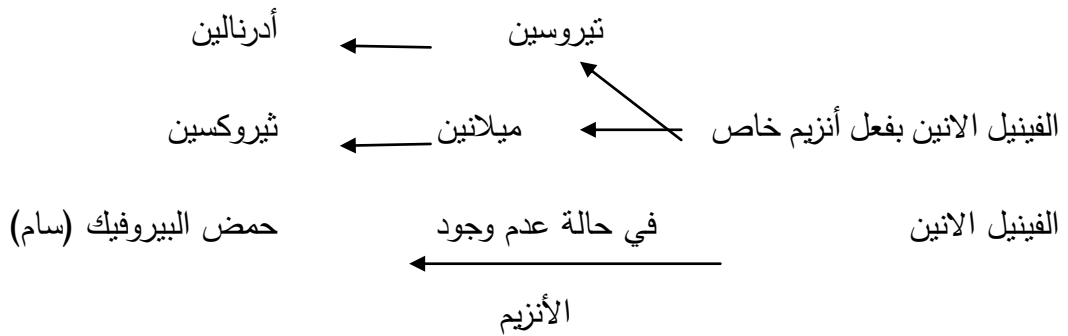 تيروسين أدرنالين
الفينيل الانين بفعل أنزيم خاص ميلانين ثيروكسين
الفينيل الانين في حالة عدم وجود حمض البيروفيك (سام)
الأنزيم